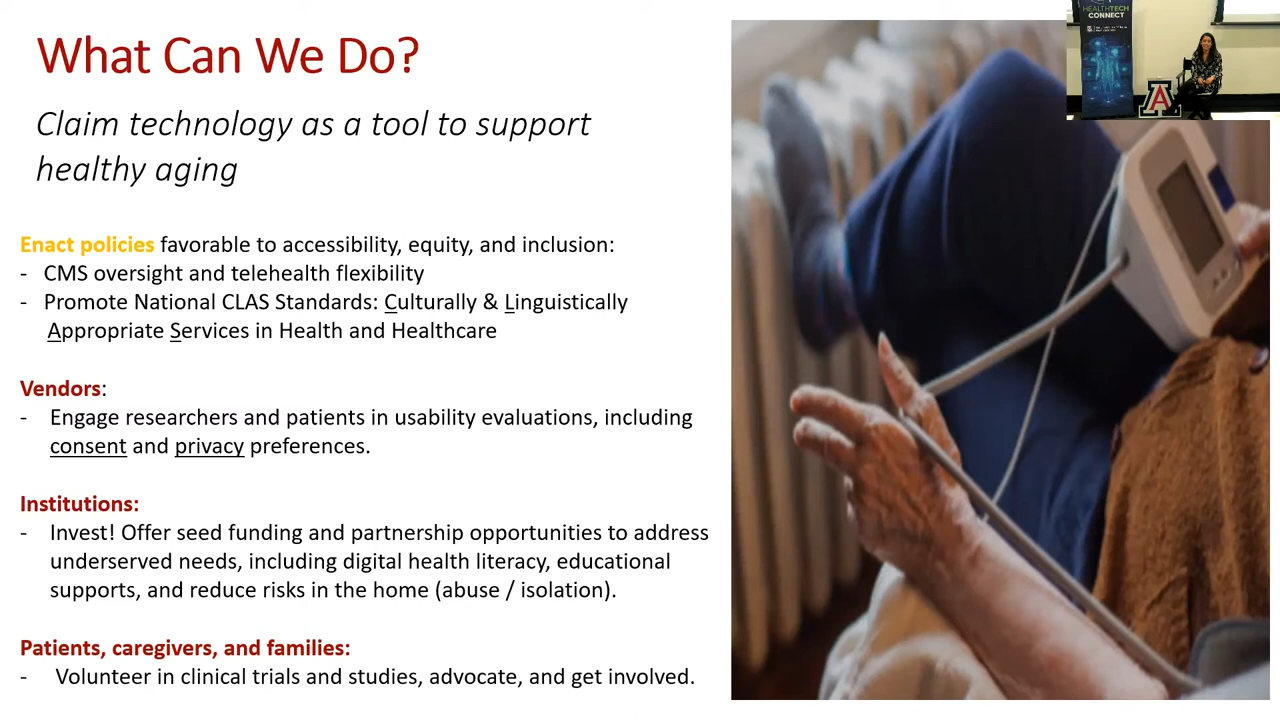 What Can We Do?
Claim technology as a tool to support
healthy aging
Enact policies favorable to accessibility, equity, and inclusion:
- CMS oversight and telehealth flexibility
- Promote National CLAS Standards: Culturally & Linguistically
Appropriate Services in Health and Healthcare
Vendors:
- Engage researchers and patients in usability evaluations, including
consent and privacy preferences.
Institutions:
- Invest! Offer seed funding and partnership opportunities to address
underserved needs, including digital health literacy, educational
supports, and reduce risks in the home (abuse / isolation).
Patients, caregivers, and families:
- Volunteer in clinical trials and studies, advocate, and get involved.
HEALTHTECH
CONNECT
A